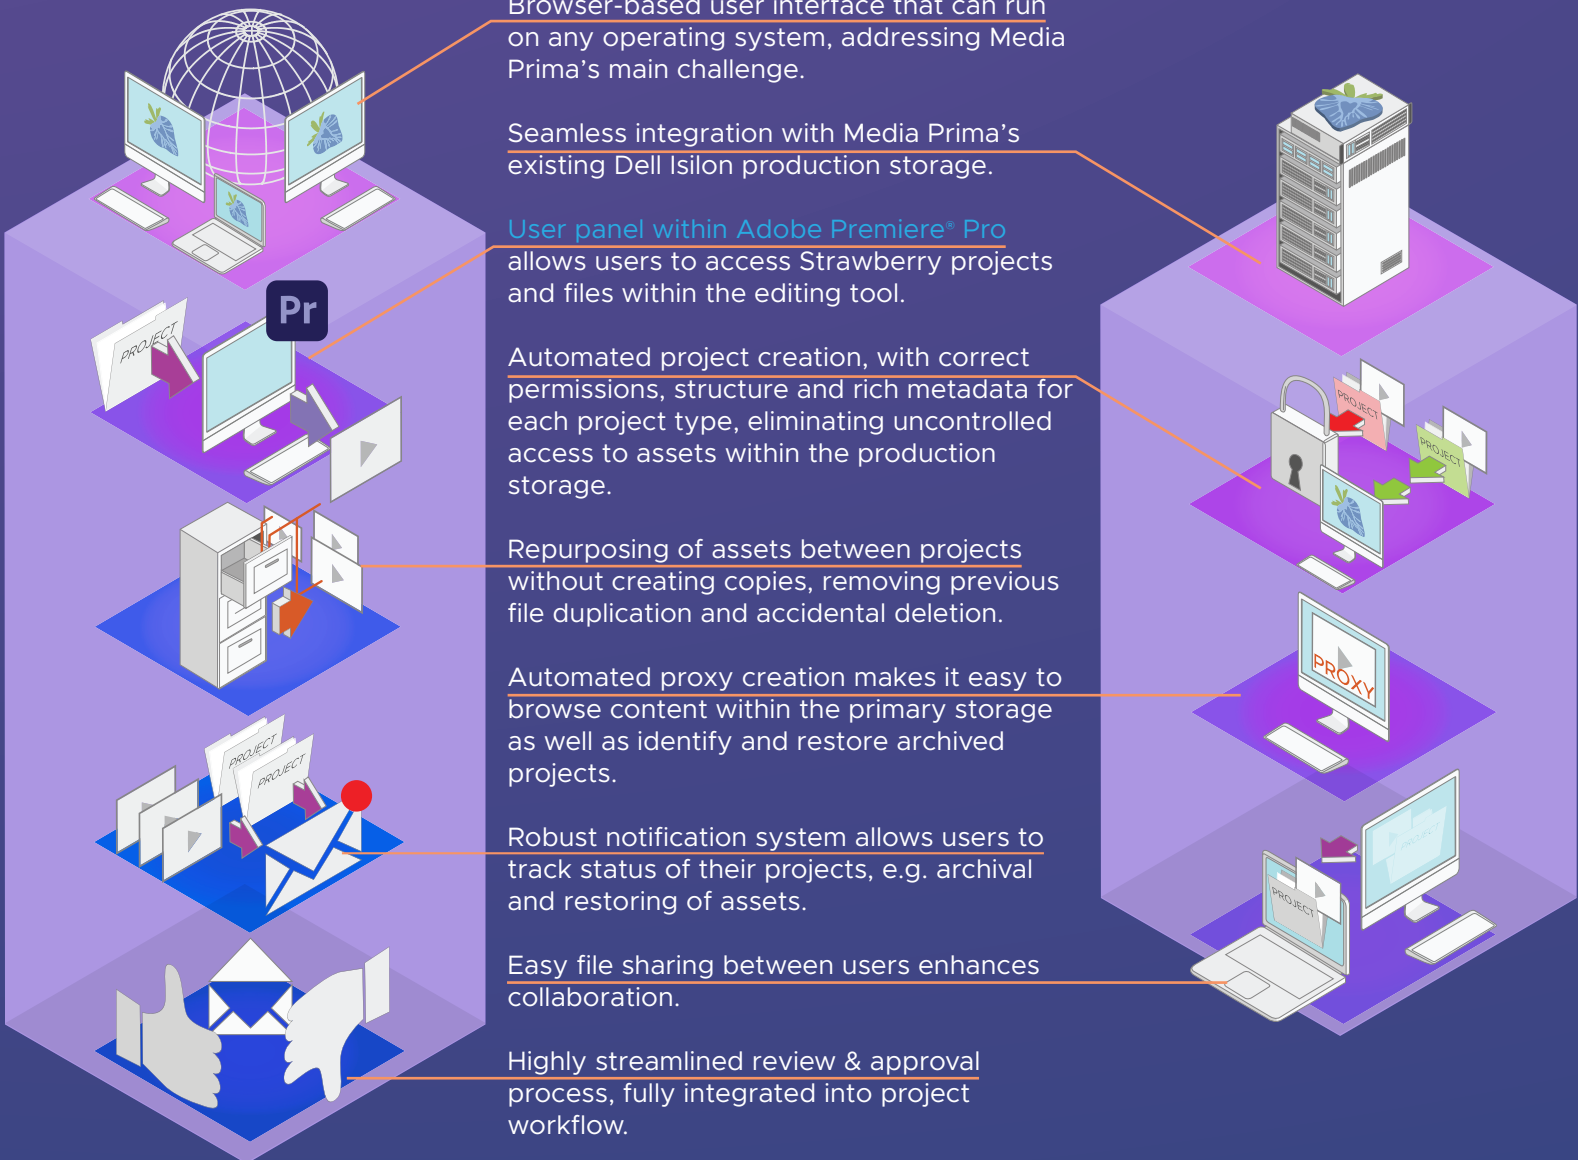 Browser-based user interface that can run
on any operating system, addressing Media
Prima’s main challenge.
Seamless integration with Media Prima’s
existing Dell Isilon production storage.
User panel within Adobe Premiere® Pro
allows users to access Strawberry projects
and files within the editing tool.
Automated project creation, with correct
permissions, structure and rich metadata for
each project type, eliminating uncontrolled
access to assets within the production
storage.
Repurposing of assets between projects
without creating copies, removing previous
file duplication and accidental deletion.
Automated proxy creation makes it easy to
browse content within the primary storage
as well as identify and restore archived
projects.
Robust notification system allows users to
track status of their projects, e.g. archival
and restoring of assets.
Easy file sharing between users enhances
collaboration.
Highly streamlined review & approval
process, fully integrated into project
workflow.
Pr
PROJECT
PROJECT
PROJECT
PROJECT
PROJECT
PROXY
PROJECT
PROJECT